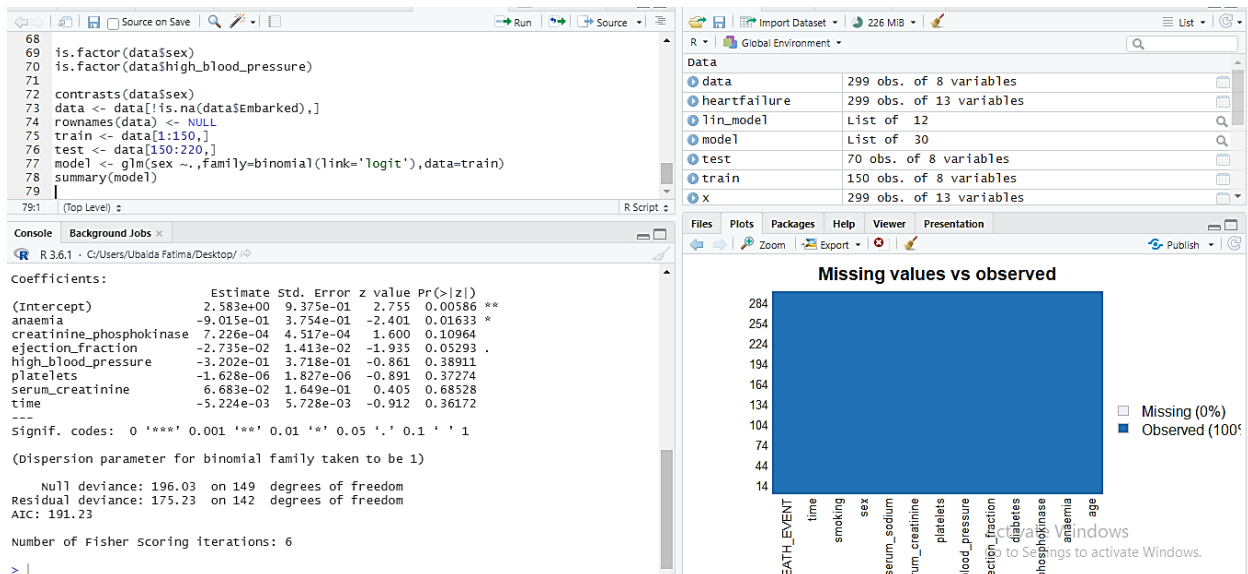 Source on Save
Run
Source
68
69 is.factor(data$sex)
70 is.factor(data$high_blood_pressure)
71
72 contrasts(data$sex)
73 data <- data[!is.na(data$Embarked),]
74 rownames(data) <- NULL
75 train <- data[1:150,]
76 test <- data[150:220,]
77 model <- glm(sex ~.,family=binomial(link='logit'),data=train)
78 summary(model)
79
79:1 (Top Level) R Script
Console Background Jobs
R 3.6.1 · C:/Users/Ubaida Fatima/Desktop/
Coefficients:
Estimate Std. Error z value Pr(>|z|)
(Intercept) 2.583e+00 9.375e-01 2.755 0.00586 **
anaemia -9.015e-01 3.754e-01 -2.401 0.01633 *
creatinine_phosphokinase 7.226e-04 4.517e-04 1.600 0.10964
ejection_fraction -2.735e-02 1.413e-02 -1.935 0.05293 .
high_blood_pressure -3.202e-01 3.718e-01 -0.861 0.38911
platelets -1.628e-06 1.827e-06 -0.891 0.37274
serum_creatinine 6.683e-02 1.649e-01 0.405 0.68528
time -5.224e-03 5.728e-03 -0.912 0.36172
---
Signif. codes: 0 ‘***’ 0.001 ‘**’ 0.01 ‘*’ 0.05 ‘.’ 0.1 ‘ ’ 1
(Dispersion parameter for binomial family taken to be 1)
Null deviance: 196.03 on 149 degrees of freedom
Residual deviance: 175.23 on 142 degrees of freedom
AIC: 191.23
Number of Fisher Scoring iterations: 6
>
Import Dataset 226 MiB List
R Global Environment
Data
data 299 obs. of 8 variables
heartfailure 299 obs. of 13 variables
lin_model List of 12
model List of 30
test 70 obs. of 8 variables
train 150 obs. of 8 variables
x 299 obs. of 13 variables
Files Plots Packages Help Viewer Presentation
Zoom Export Publish
Missing values vs observed
284
254
224
194
164
134
104
74
44
14
Missing (0%)
Observed (100%
EATH_EVENT
time
smoking
sex
serum_sodium
rum_creatinine
platelets
lood_pressure
ection_fraction
diabetes
phosphokinase
anaemia
age
Activate Windows
Go to Settings to activate Windows.